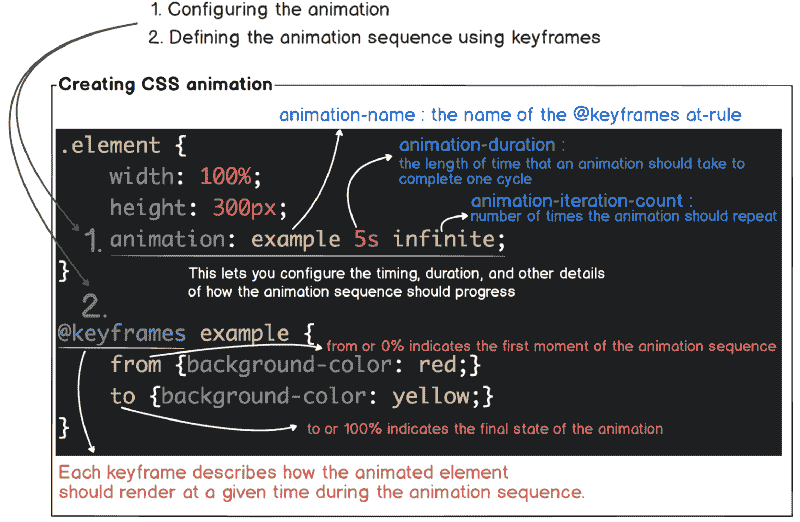 1. Configuring the animation
2. Defining the animation sequence using keyframes
Creating CSS animation
animation-name : the name of the @keyframes at-rule
.element {
animation-duration :
the length of time that an animation should take to
complete one cycle
width: 100%;
height: 300px;
animation-iteration-count :
number of times the animation should repeat
1. animation: example 5s infinite;
}
This lets you configure the timing, duration, and other details
of how the animation sequence should progress
2.
@keyframes example {
from or 0% indicates the first moment of the animation sequence
from {background-color: red;}
to {background-color: yellow;}
}
to or 100% indicates the final state of the animation
Each keyframe describes how the animated element
should render at a given time during the animation sequence.